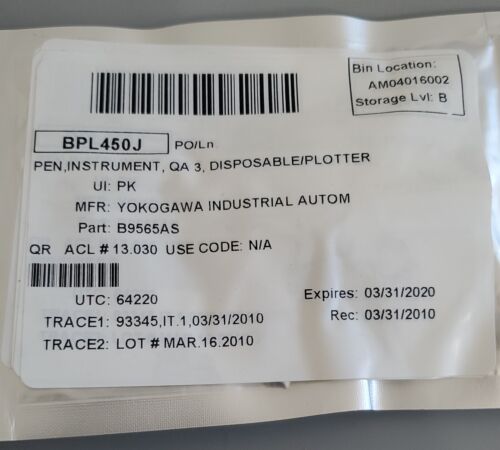 Bin Location:
AM04016002
Storage Lvl: B
BPL450J PO/Ln
PEN,INSTRUMENT, QA 3, DISPOSABLE/PLOTTER
UI: PK
MFR: YOKOGAWA INDUSTRIAL AUTOM
Part: B9565AS
QR ACL # 13.030 USE CODE: N/A
UTC: 64220 Expires: 03/31/2020
TRACE1: 93345,IT.1,03/31/2010 Rec: 03/31/2010
TRACE2: LOT # MAR.16.2010